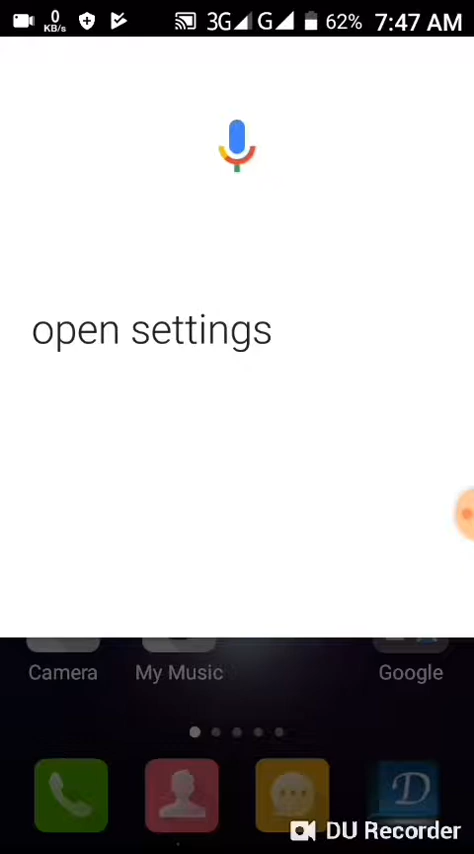 0
KB/s
3G G 62% 7:47 AM
open settings
Camera My Music Google
D
DU Recorder